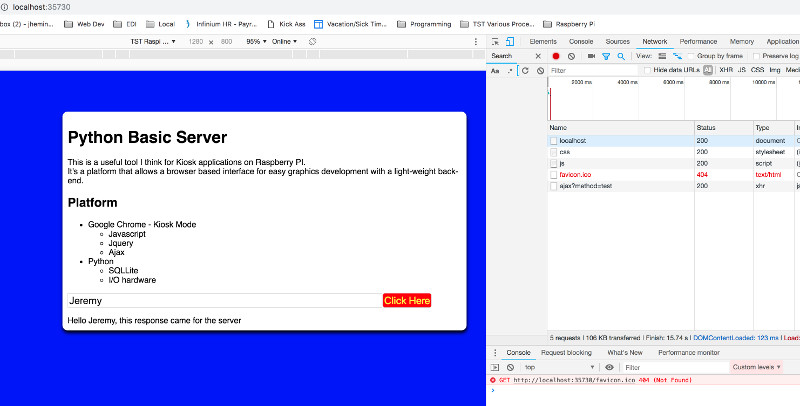 localhost:35730
Inbox (2) - jhemin...
Web Dev
EDI
Local
Infinium HR - Payr...
Kick Ass
Vacation/Sick Tim...
Programming
TST Various Proce...
Raspberry Pi
TST Raspi ... 1280 × 800 95% Online
Elements Console Sources Network Performance Memory Application
Search
View: Group by frame Preserve log
Aa .*
Filter Hide data URLs All XHR JS CSS Img Medi
2000 ms 4000 ms 6000 ms 8000 ms 10000 ms
Name Status Type
localhost 200 document
css 200 stylesheet
js 200 script
favicon.ico 404 text/html
ajax?method=test 200 xhr
Python Basic Server
This is a useful tool I think for Kiosk applications on Raspberry PI.
It's a platform that allows a browser based interface for easy graphics development with a light-weight back-
end.
Platform
Google Chrome - Kiosk Mode
Javascript
Jquery
Ajax
Python
SQLLite
I/O hardware
Jeremy Click Here
Hello Jeremy, this response came for the server
5 requests | 106 KB transferred | Finish: 15.74 s | DOMContentLoaded: 123 ms | Load:
Console Request blocking What's New Performance monitor
top Filter Custom levels
GET http://localhost:35730/favicon.ico 404 (Not Found)